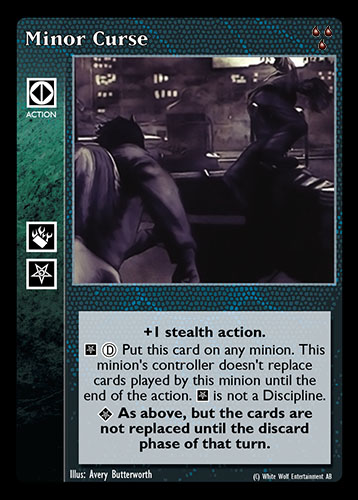 Minor Curse
ACTION
+1 stealth action.
D Put this card on any minion. This
minion's controller doesn't replace
cards played by this minion until the
end of the action. is not a Discipline.
As above, but the cards are
not replaced until the discard
phase of that turn.
Illus: Avery Butterworth
(C) White Wolf Entertainment AB